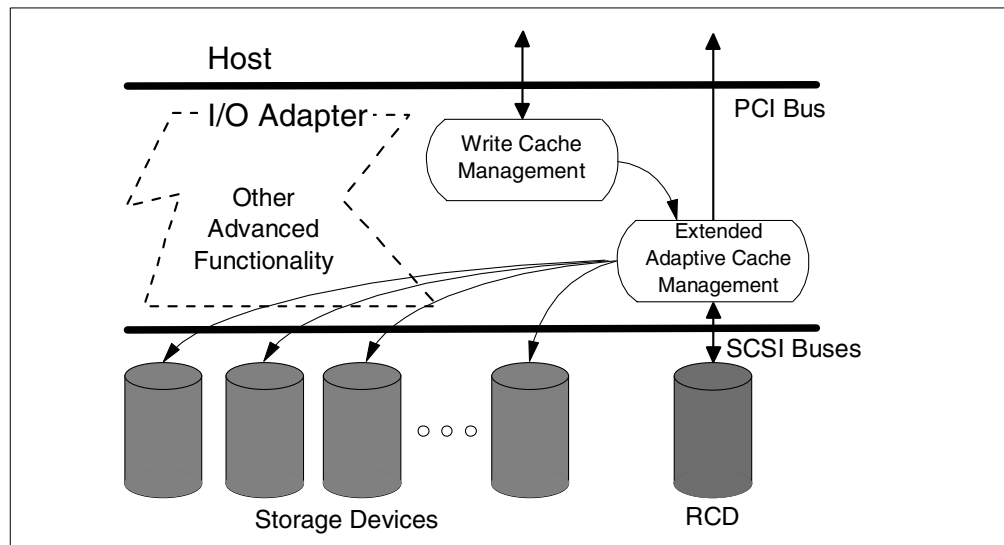 Host
PCI Bus
I/O Adapter
Write Cache
Management
Other
Advanced
Functionality
Extended
Adaptive Cache
Management
SCSI Buses
Storage Devices
RCD